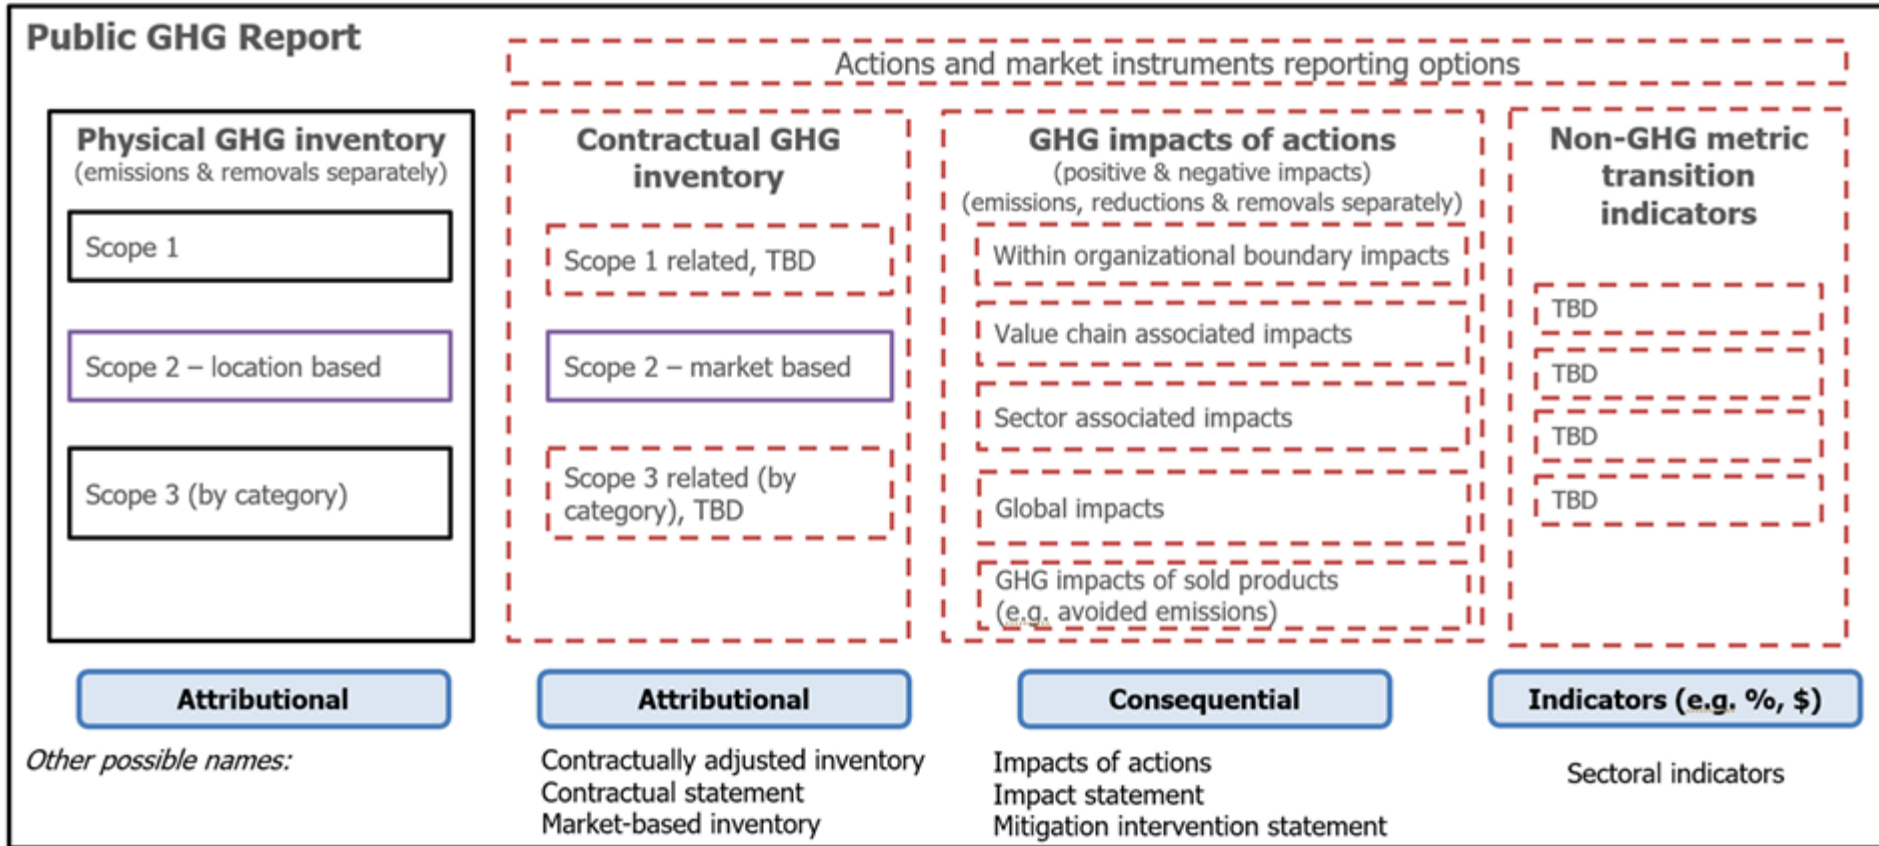 Public GHG Report
Actions and market instruments reporting options
Physical GHG inventory
(emissions & removals separately)
Scope 1
Scope 2 – location based
Scope 3 (by category)
Contractual GHG
inventory
Scope 1 related, TBD
Scope 2 – market based
Scope 3 related (by
category), TBD
GHG impacts of actions
(positive & negative impacts)
(emissions, reductions & removals separately)
Within organizational boundary impacts
Value chain associated impacts
Sector associated impacts
Global impacts
GHG impacts of sold products
(e.g. avoided emissions)
Non-GHG metric
transition
indicators
TBD
TBD
TBD
TBD
Attributional
Attributional
Consequential
Indicators (e.g. %, $)
Other possible names:
Contractually adjusted inventory
Contractual statement
Market-based inventory
Impacts of actions
Impact statement
Mitigation intervention statement
Sectoral indicators